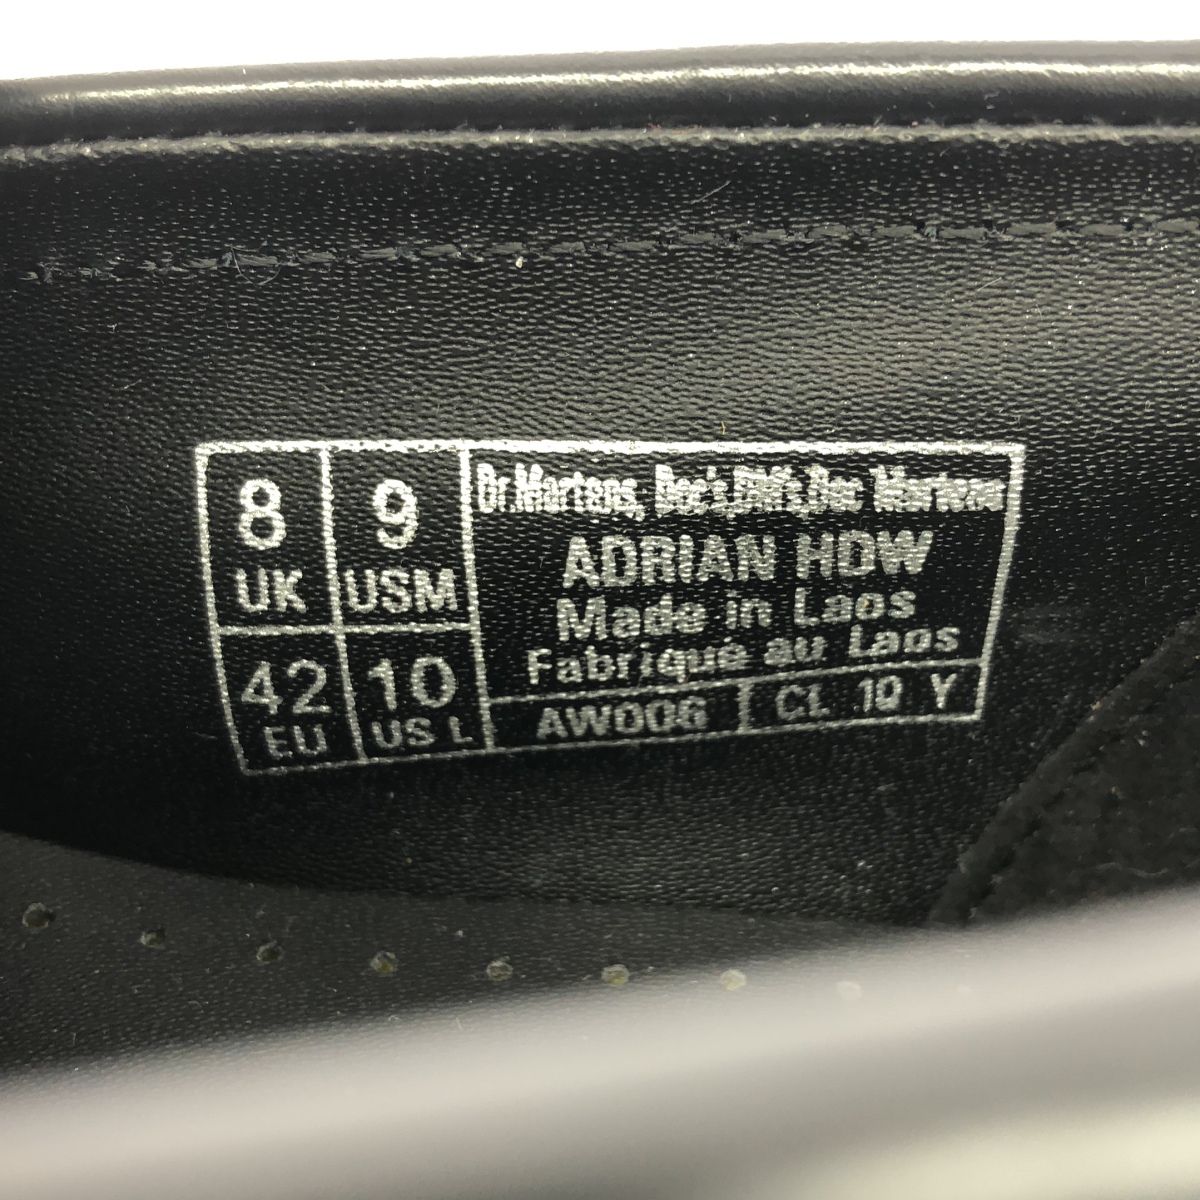 8
UK
9
USM
42
EU
10
US L
Dr.Martens, Doc's,DM's,Doc Martens
ADRIAN HDW
Made in Laos
Fabriqué au Laos
AW006
CL 10 Y